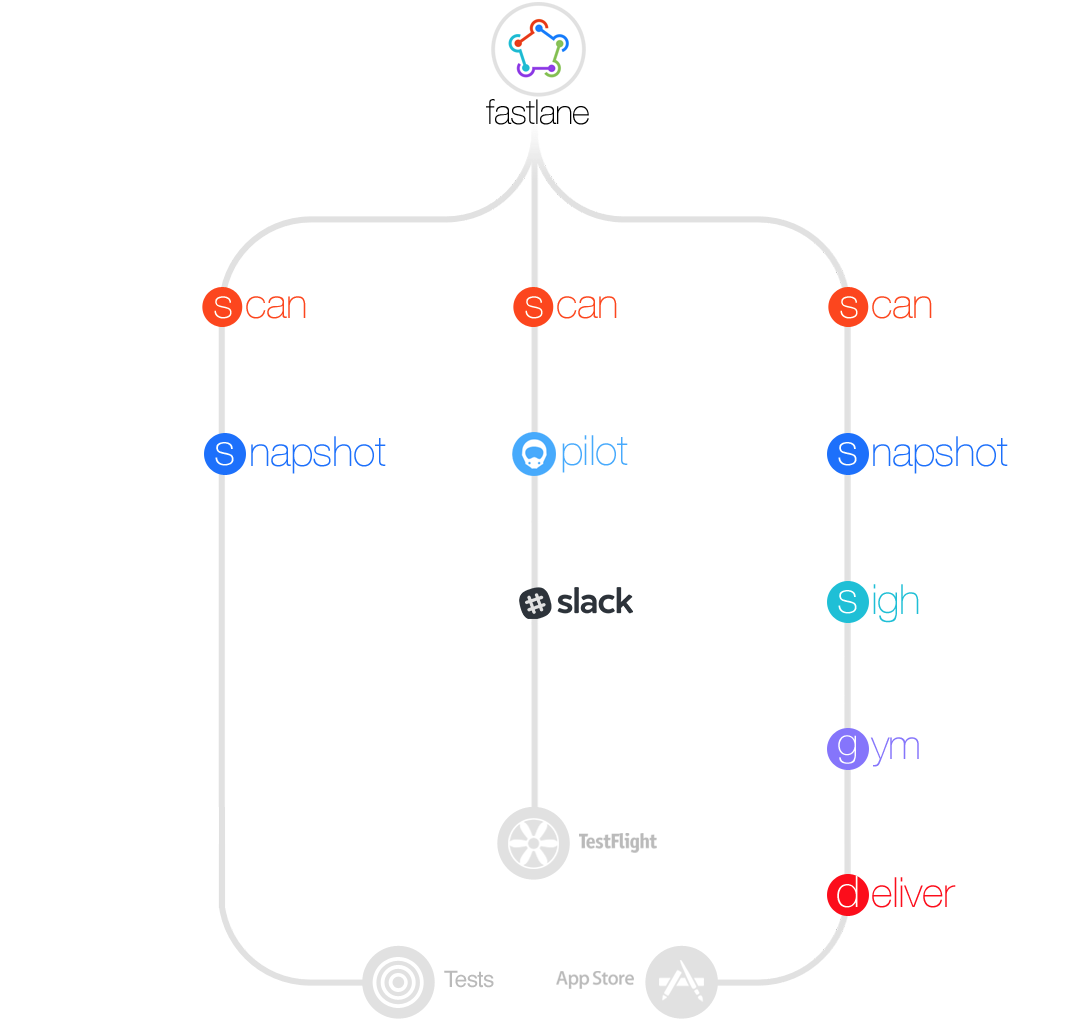 fastlane
scan scan scan
snapshot pilot snapshot
slack sigh
gym
TestFlight
deliver
Tests App Store